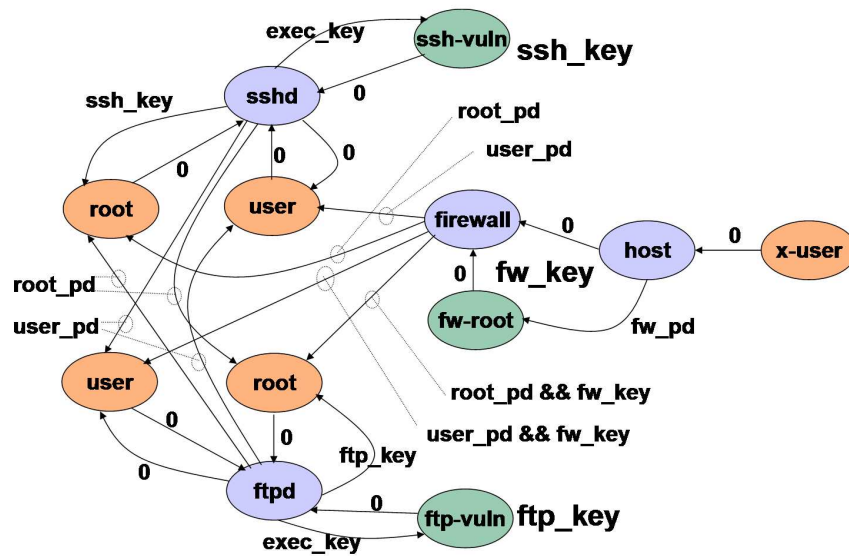 exec_key
ssh-vuln
ssh_key
sshd
0
ssh_key
root_pd
0
0
0
user_pd
root
user
firewall
0
host
0
x-user
0
fw_key
root_pd
fw-root
fw_pd
user_pd
user
root
root_pd && fw_key
0
0
user_pd && fw_key
0
ftp_key
ftpd
0
ftp-vuln
ftp_key
exec_key